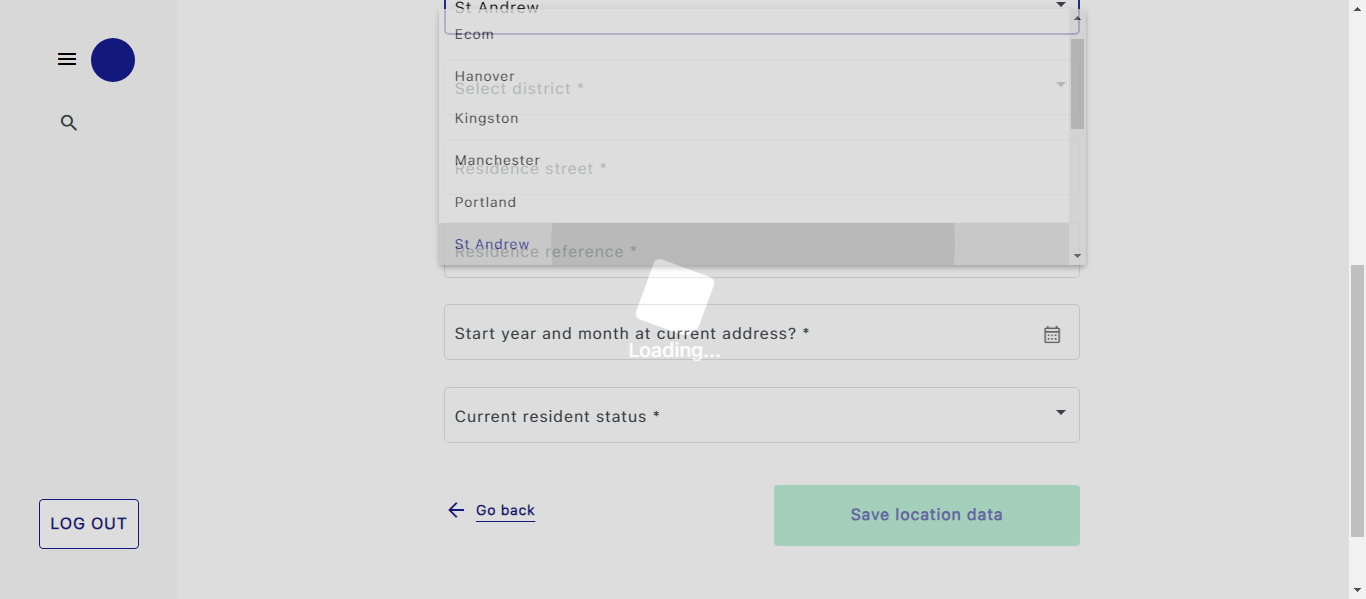 St Andrew
Ecom
Hanover
Select district *
Kingston
Manchester
Residence street *
Portland
St Andrew
Residence reference *
Start year and month at current address? *
Loading...
Current resident status *
Go back
Save location data
LOG OUT